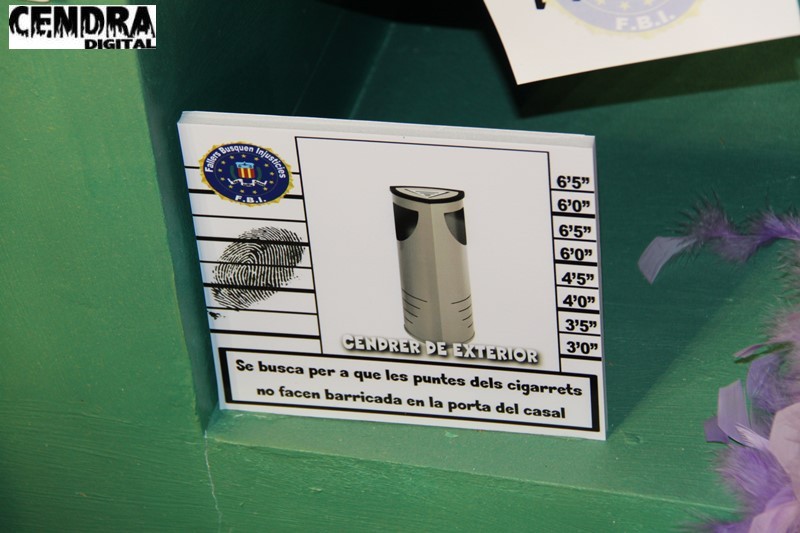 CENDRA
DIGITAL
F.B.I.
Fallers Busquen Injusticies
F.B.I.
6'5"
6'0"
6'5"
6'0"
4'5"
4'0"
3'5"
3'0"
CENDRER DE EXTERIOR
Se busca per a que les puntes dels cigarrets
no facen barricada en la porta del casal